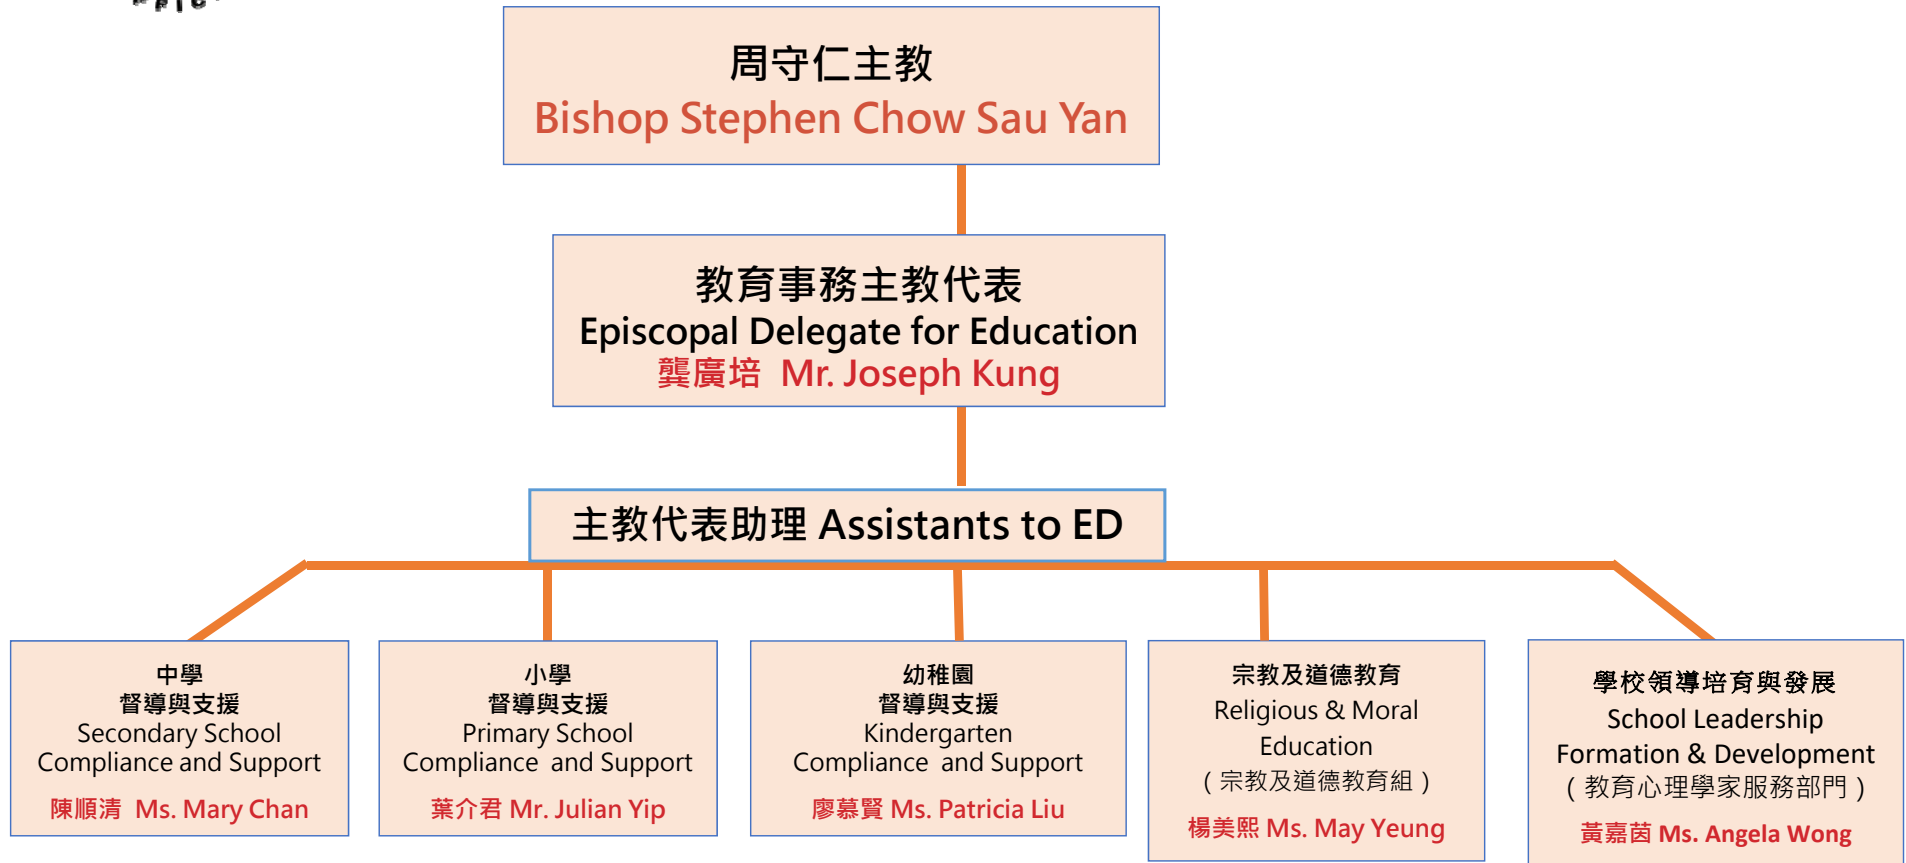 周守仁主教
Bishop Stephen Chow Sau Yan
教育事務主教代表
Episcopal Delegate for Education
龔廣培 Mr. Joseph Kung
主教代表助理 Assistants to ED
中學
督導與支援
Secondary School
Compliance and Support
陳順清 Ms. Mary Chan
小學
督導與支援
Primary School
Compliance and Support
葉介君 Mr. Julian Yip
幼稚園
督導與支援
Kindergarten
Compliance and Support
廖慕賢 Ms. Patricia Liu
宗教及道德教育
Religious & Moral
Education
（宗教及道德教育組）
楊美熙 Ms. May Yeung
學校領導培育與發展
School Leadership
Formation & Development
（教育心理學家服務部門）
黃嘉茵 Ms. Angela Wong